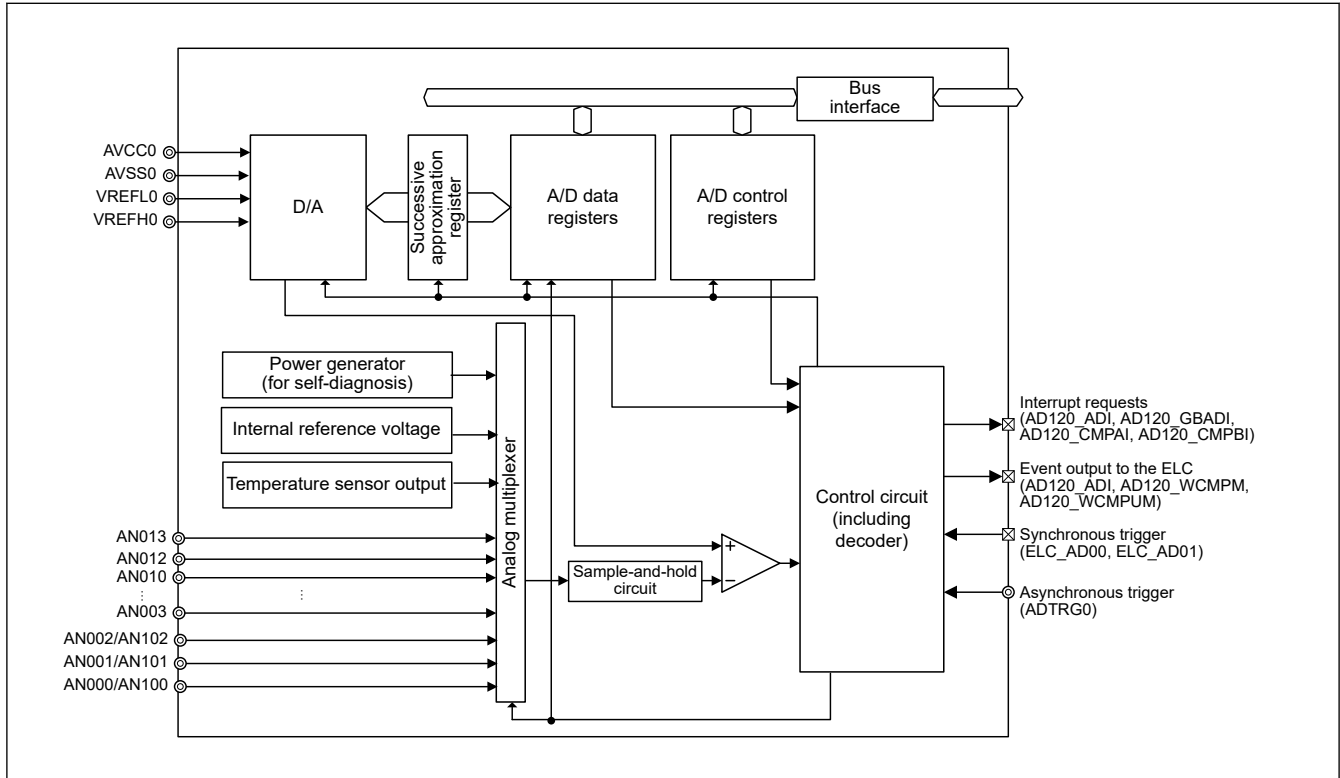 Bus
interface
AVCC0
AVSS0
VREFL0
VREFH0
D/A
Successive
approximation
register
A/D data
registers
A/D control
registers
Power generator
(for self-diagnosis)
Internal reference voltage
Temperature sensor output
Analog multiplexer
AN013
AN012
AN010
AN003
AN002/AN102
AN001/AN101
AN000/AN100
Sample-and-hold
circuit
+
−
Control circuit
(including
decoder)
Interrupt requests
(AD120_ADI, AD120_GBADI,
AD120_CMPAI, AD120_CMPBI)
Event output to the ELC
(AD120_ADI, AD120_WCMPM,
AD120_WCMPUM)
Synchronous trigger
(ELC_AD00, ELC_AD01)
Asynchronous trigger
(ADTRG0)